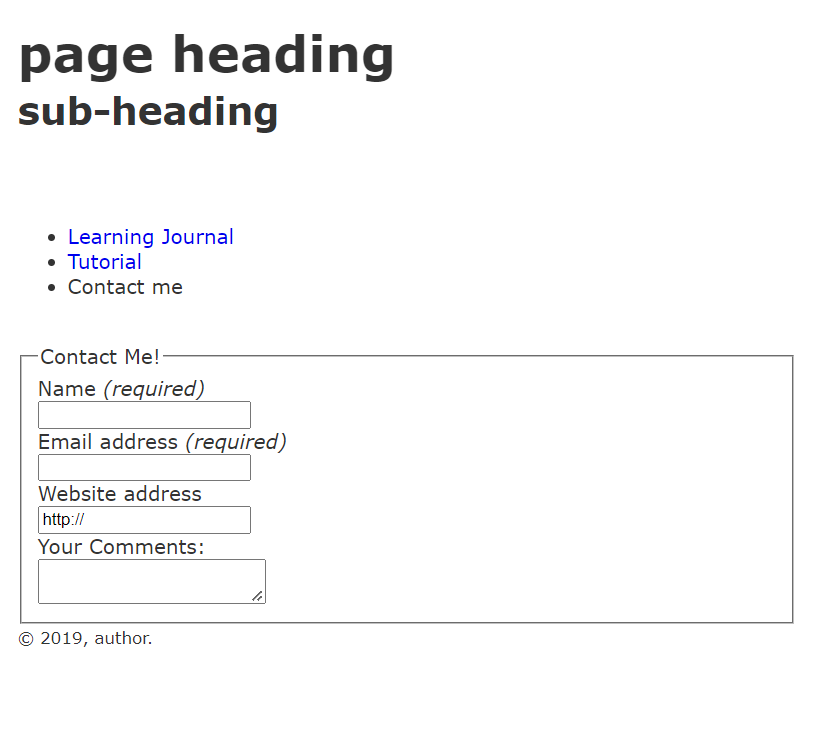 page heading
sub-heading
Learning Journal
Tutorial
Contact me
Contact Me!
Name (required)
Email address (required)
Website address
http://
Your Comments:
© 2019, author.